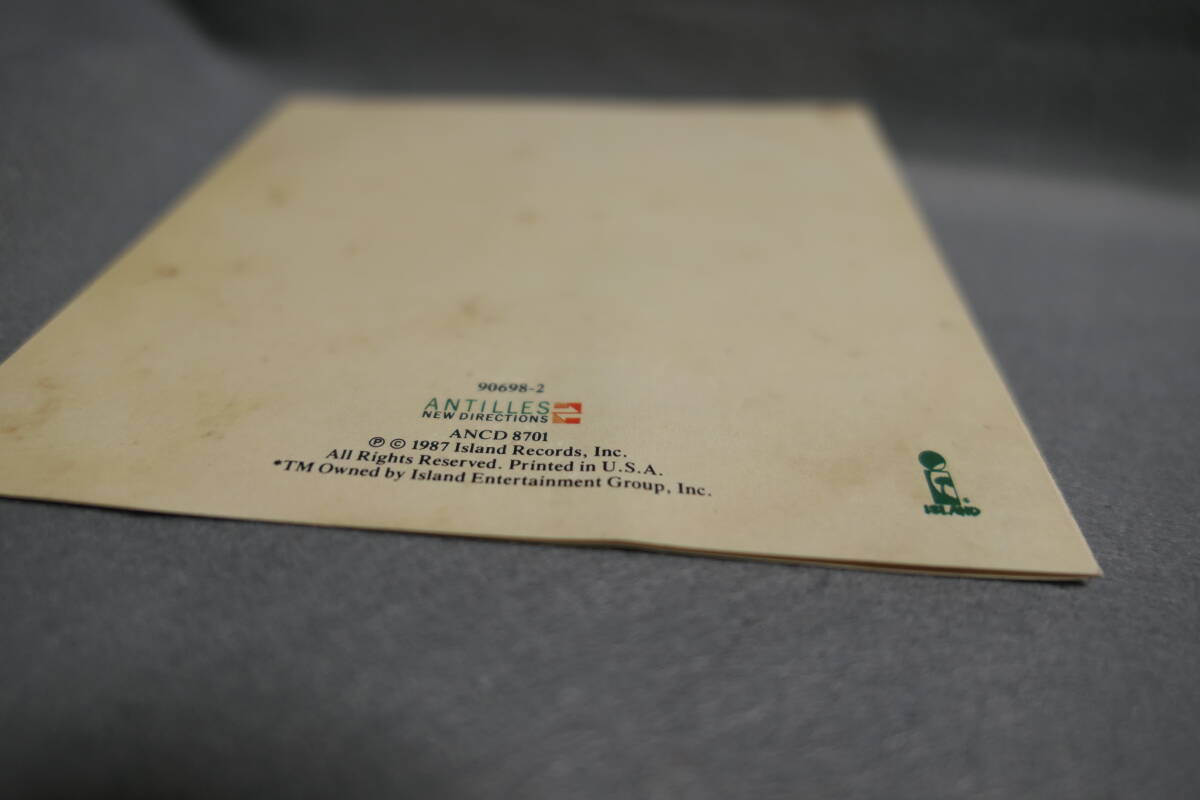 90698-2
ANTILLES
NEW DIRECTIONS
ANCD 8701
℗ © 1987 Island Records, Inc.
All Rights Reserved. Printed in U.S.A.
*TM Owned by Island Entertainment Group, Inc.
ISLAND®